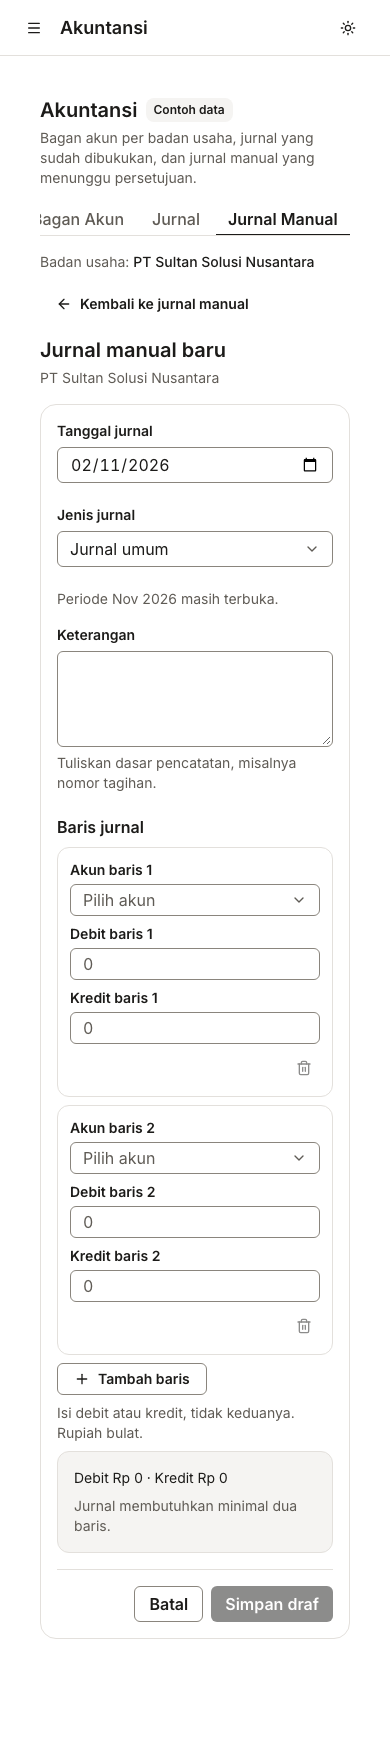 Akuntansi
Akuntansi
Contoh data
Bagan akun per badan usaha, jurnal yang
sudah dibukukan, dan jurnal manual yang
menunggu persetujuan.
Bagan Akun
Jurnal
Jurnal Manual
Badan usaha: PT Sultan Solusi Nusantara
Kembali ke jurnal manual
Jurnal manual baru
PT Sultan Solusi Nusantara
Tanggal jurnal
02/11/2026
Jenis jurnal
Jurnal umum
Periode Nov 2026 masih terbuka.
Keterangan
Tuliskan dasar pencatatan, misalnya
nomor tagihan.
Baris jurnal
Akun baris 1
Pilih akun
Debit baris 1
0
Kredit baris 1
0
Akun baris 2
Pilih akun
Debit baris 2
0
Kredit baris 2
0
Tambah baris
Isi debit atau kredit, tidak keduanya.
Rupiah bulat.
Debit Rp 0 · Kredit Rp 0
Jurnal membutuhkan minimal dua
baris.
Batal
Simpan draf